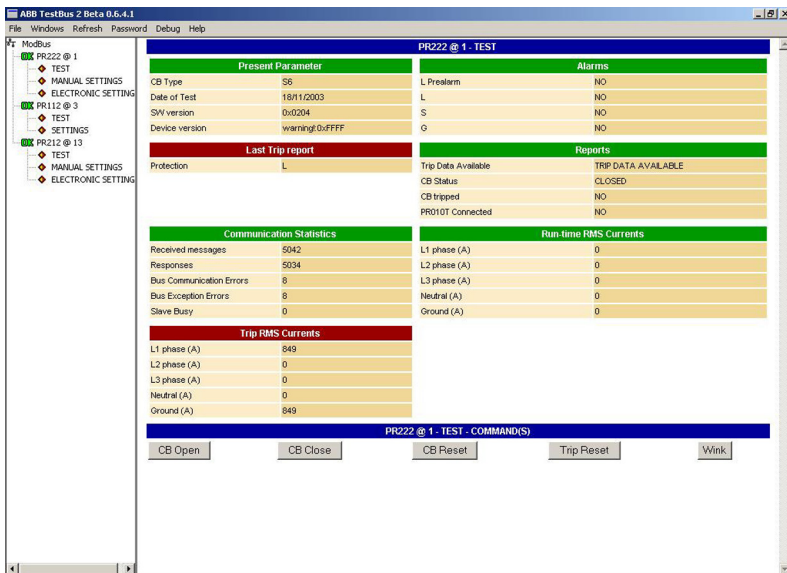 ABB TestBus 2 Beta 0.6.4.1
File Windows Refresh Password Debug Help
ModBus
OK PR222 @ 1
TEST
MANUAL SETTINGS
ELECTRONIC SETTING
OK PR112 @ 3
TEST
SETTINGS
OK PR212 @ 13
TEST
MANUAL SETTINGS
ELECTRONIC SETTING
PR222 @ 1 - TEST
Present Parameter
CB Type S6
Date of Test 18/11/2003
SW version 0x0204
Device version warning!:0xFFFF
Alarms
L Prealarm NO
L NO
S NO
G NO
Last Trip report
Protection L
Reports
Trip Data Available TRIP DATA AVAILABLE
CB Status CLOSED
CB tripped NO
PR010T Connected NO
Communication Statistics
Received messages 5042
Responses 5034
Bus Communication Errors 8
Bus Exception Errors 8
Slave Busy 0
Run-time RMS Currents
L1 phase (A) 0
L2 phase (A) 0
L3 phase (A) 0
Neutral (A) 0
Ground (A) 0
Trip RMS Currents
L1 phase (A) 849
L2 phase (A) 0
L3 phase (A) 0
Neutral (A) 0
Ground (A) 849
PR222 @ 1 - TEST - COMMAND(S)
CB Open CB Close CB Reset Trip Reset Wink